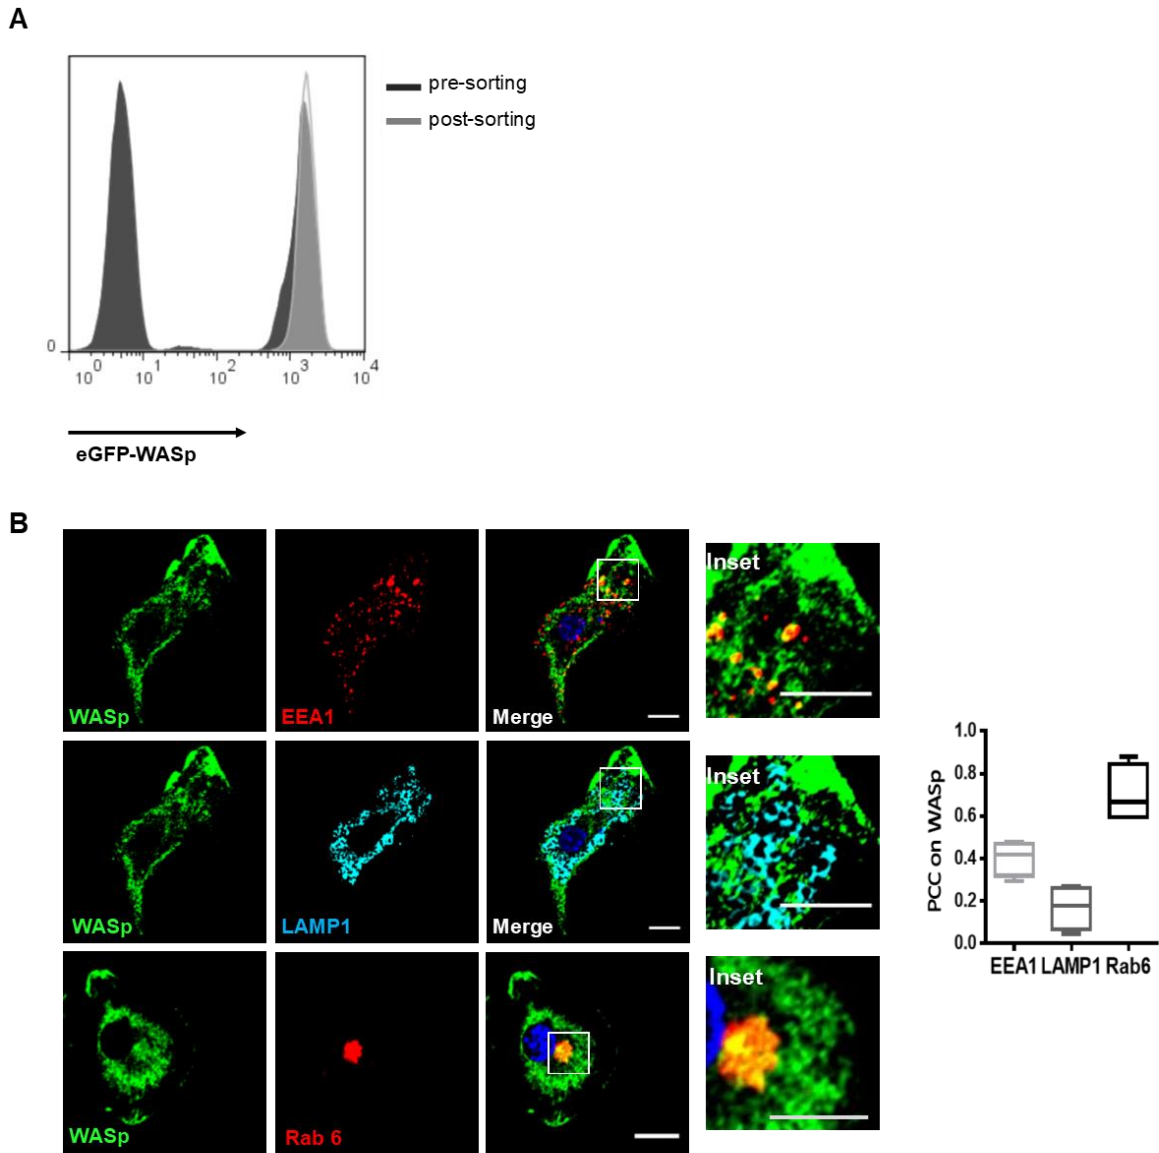 A
pre-sorting
post-sorting
0
10^0 10^1 10^2 10^3 10^4
eGFP-WASp
B
WASp EEA1 Merge Inset
WASp LAMP1 Merge Inset
WASp Rab 6 Inset
PCC on WASp
1.0
0.8
0.6
0.4
0.2
0.0
EEA1 LAMP1 Rab6